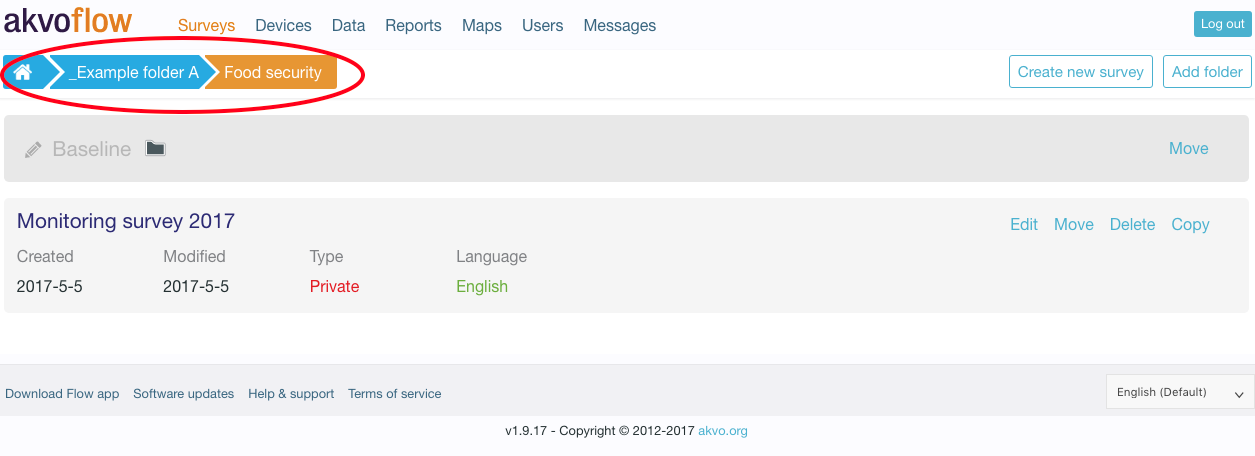 akvoflow Surveys Devices Data Reports Maps Users Messages Log out
_Example folder A Food security Create new survey Add folder
Baseline Move
Monitoring survey 2017 Edit Move Delete Copy
Created Modified Type Language
2017-5-5 2017-5-5 Private English
Download Flow app Software updates Help & support Terms of service English (Default)
v1.9.17 - Copyright © 2012-2017 akvo.org